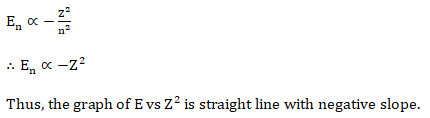 Eₙ ∝ −Z²/n²
∴ Eₙ ∝ −Z²
Thus, the graph of E vs Z² is straight line with negative slope.